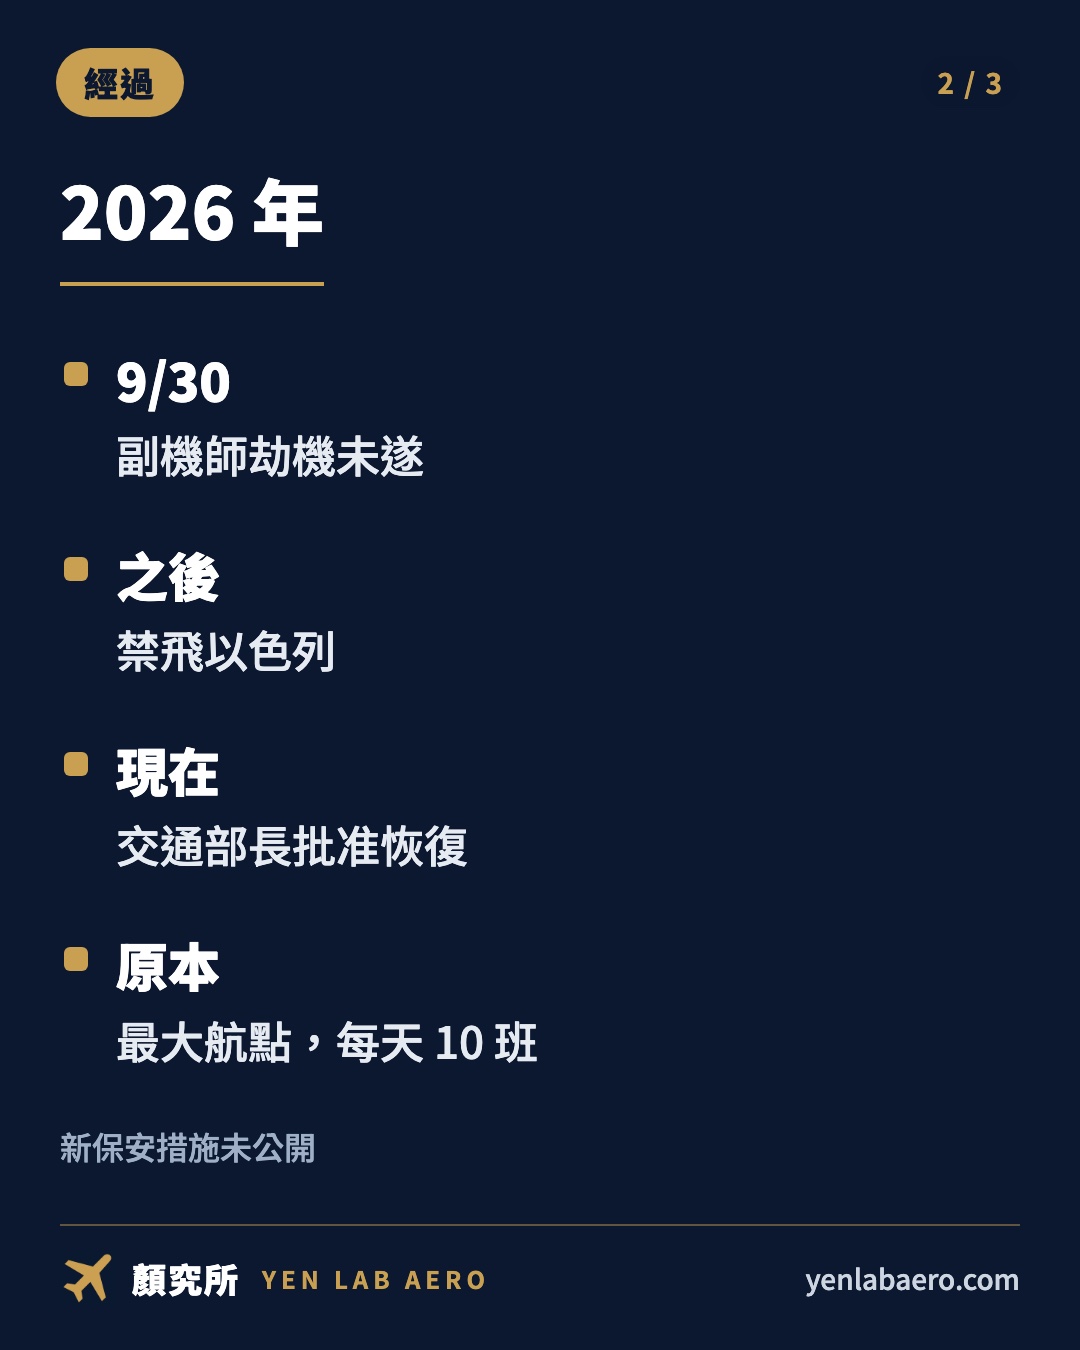 經過
2 / 3
2026 年
9/30
副機師劫機未遂
之後
禁飛以色列
現在
交通部長批准恢復
原本
最大航點，每天 10 班
新保安措施未公開
顏究所 YEN LAB AERO
yenlabaero.com